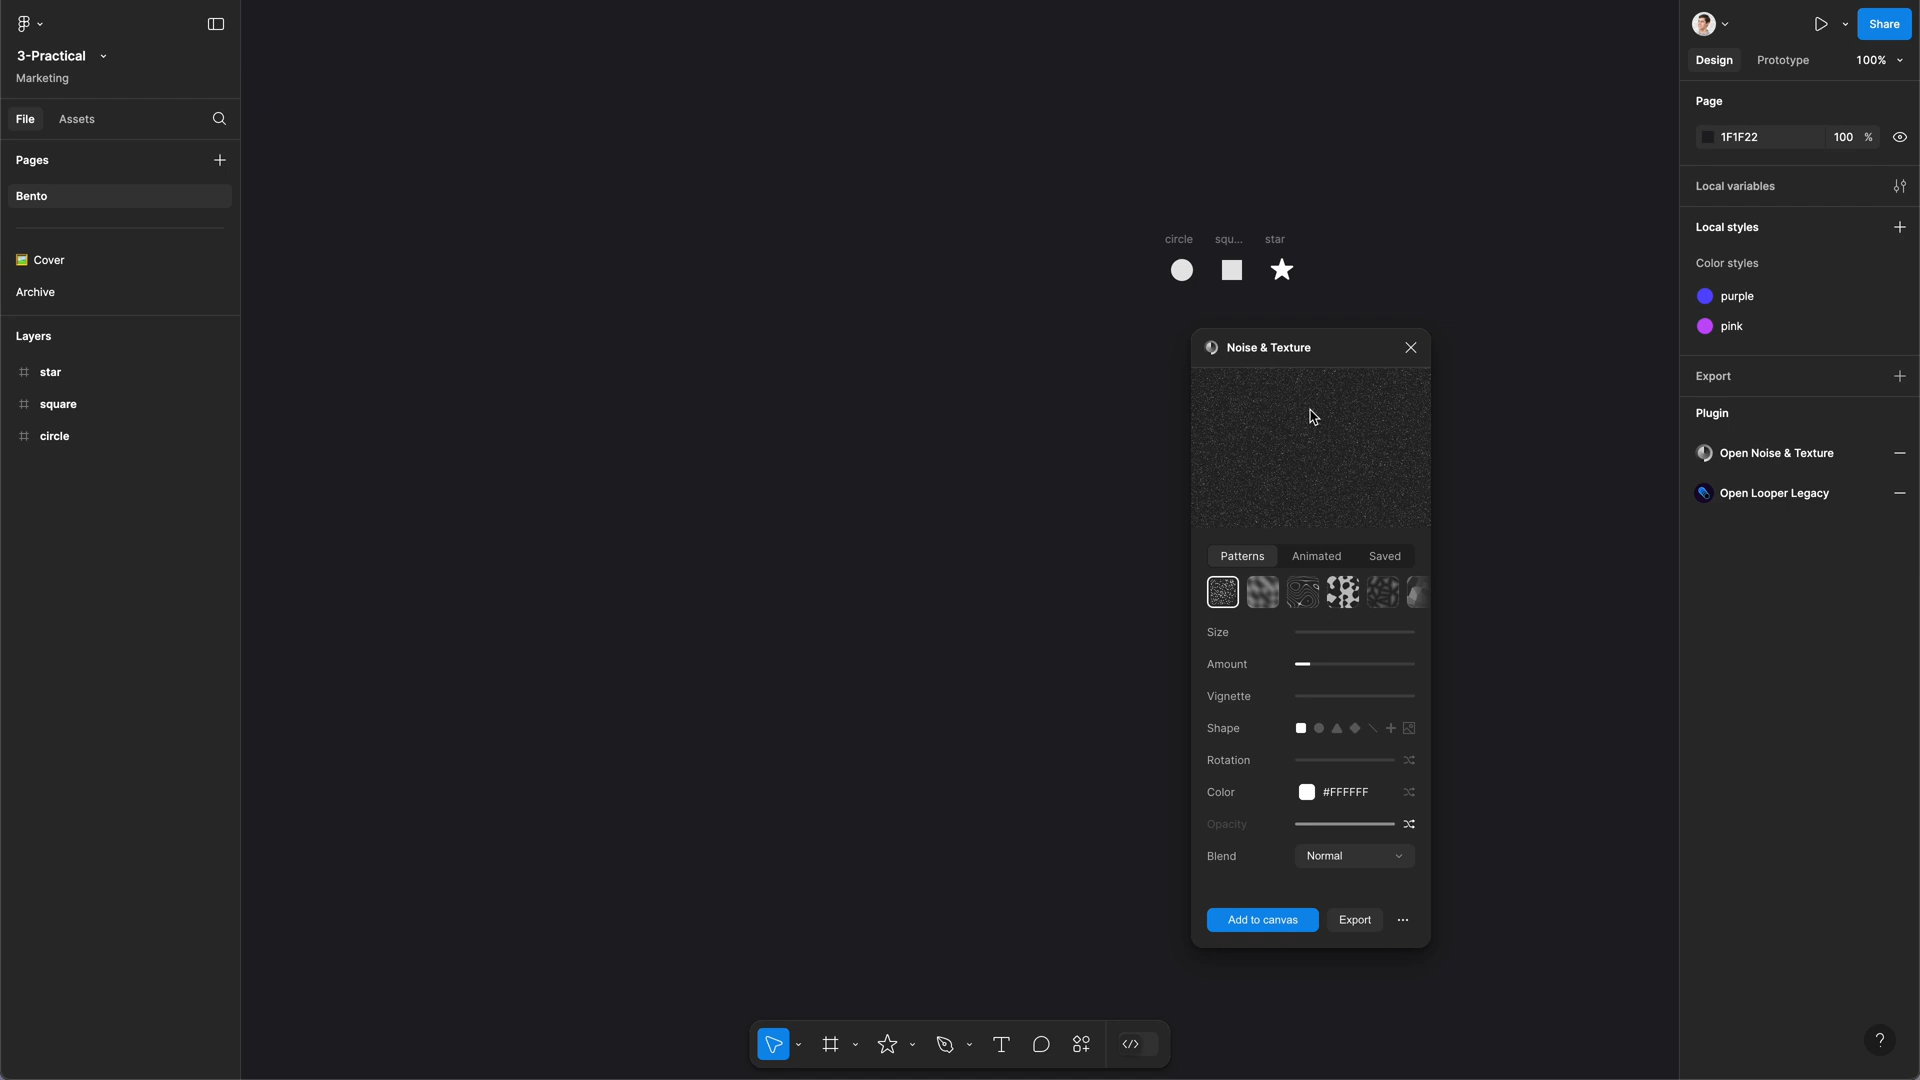 3-Practical
Marketing
File
Assets
Pages
Bento
Cover
Archive
Layers
star
square
circle
circle
squ...
star
Noise & Texture
Patterns
Animated
Saved
Size
Amount
Vignette
Shape
Rotation
Color
#FFFFFF
Opacity
Blend
Normal
Add to canvas
Export
Share
Design
Prototype
100%
Page
1F1F22
100 %
Local variables
Local styles
Color styles
purple
pink
Export
Plugin
Open Noise & Texture
Open Looper Legacy
?